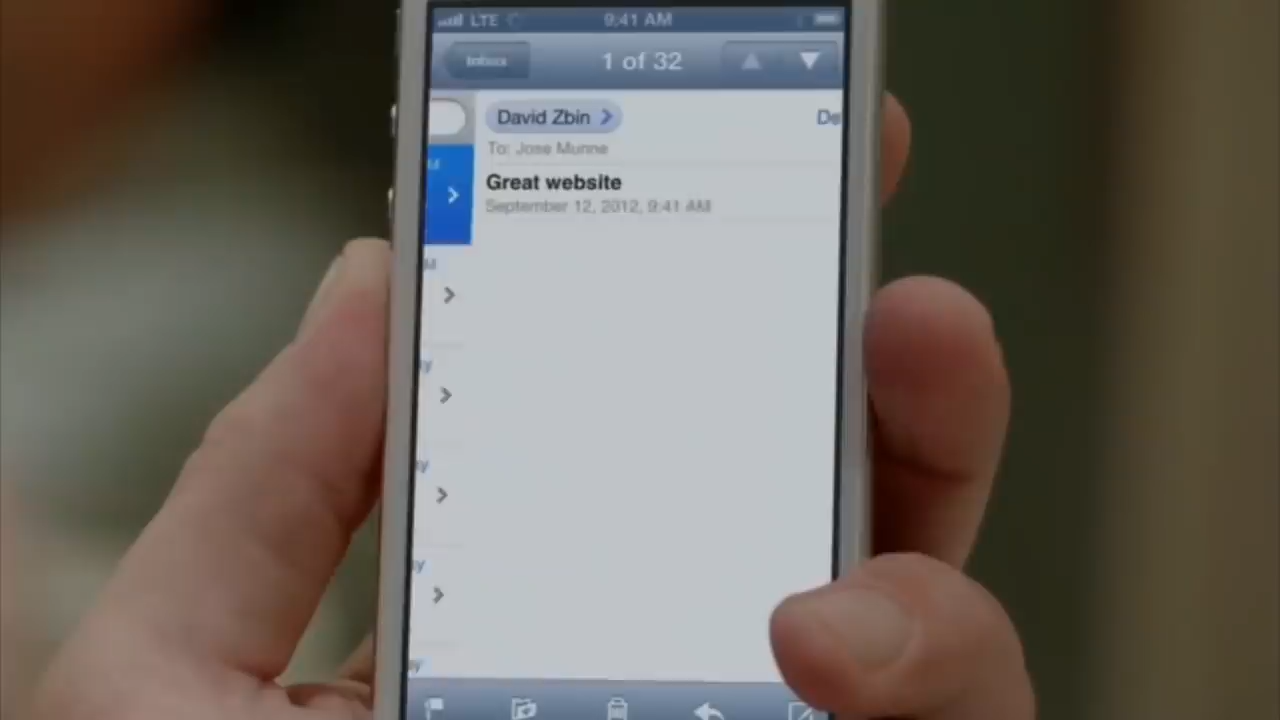 LTE 9:41 AM
Inbox 1 of 32
David Zbin De
To: Jose Munne
Great website
September 12, 2012, 9:41 AM
M
M
y
y
y
y